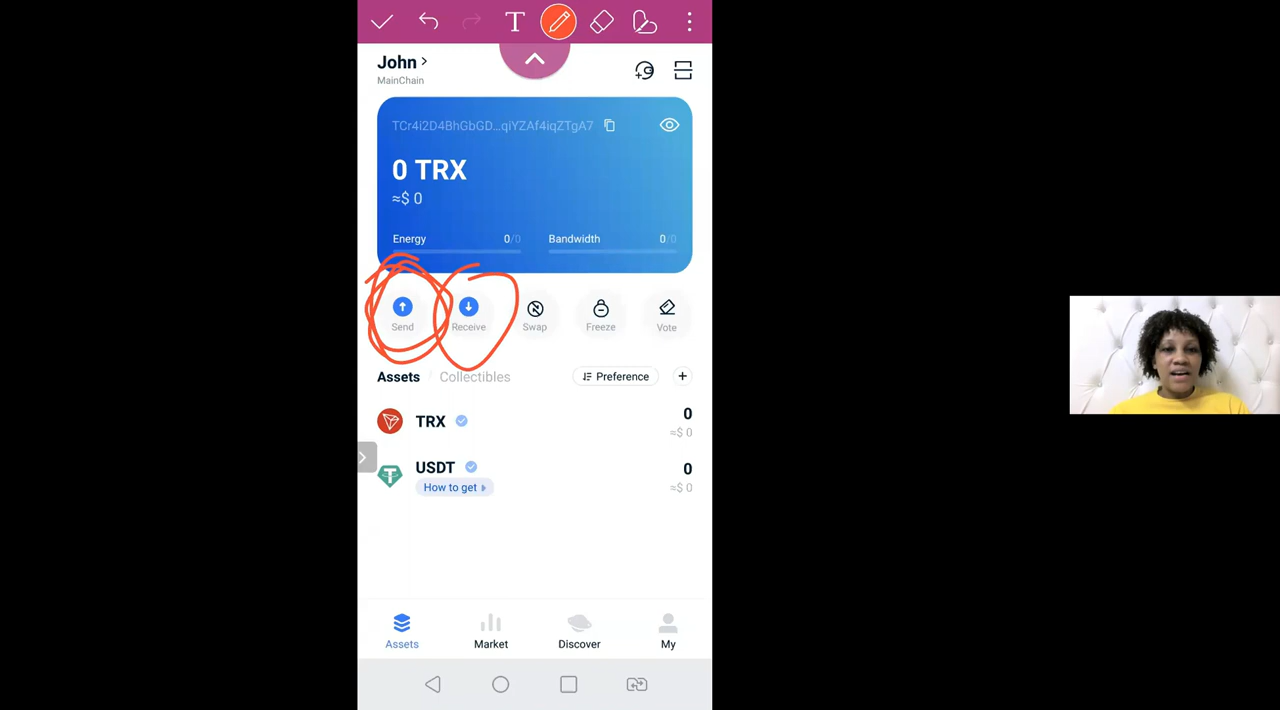 T
John >
MainChain
TCr4i2D4BhGbGD...qiYZAf4iqZTgA7
0 TRX
≈$ 0
Energy 0/0 Bandwidth 0/0
Send Receive Swap Freeze Vote
Assets Collectibles Preference +
TRX 0
≈$ 0
USDT 0
How to get ≈$ 0
Assets Market Discover My